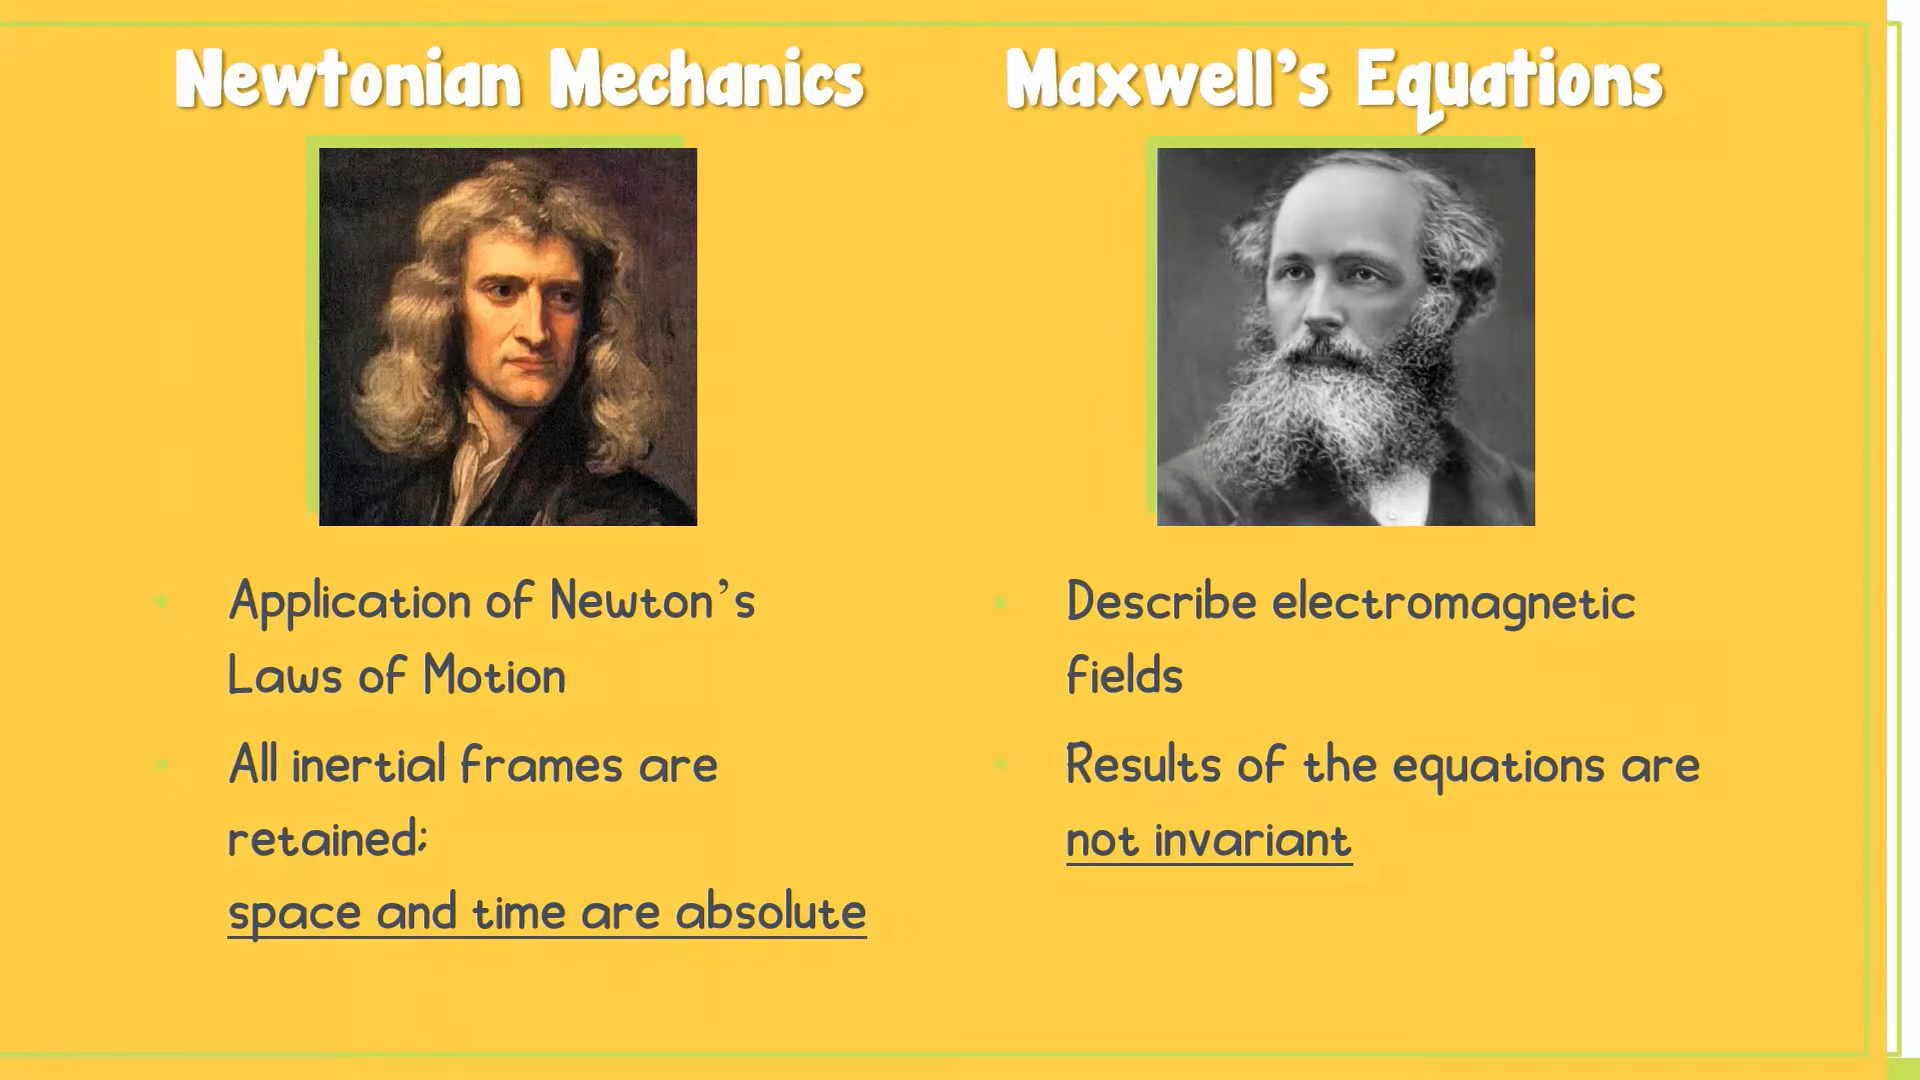 Newtonian Mechanics
Application of Newton's
Laws of Motion
All inertial frames are
retained;
space and time are absolute
Maxwell's Equations
Describe electromagnetic
fields
Results of the equations are
not invariant